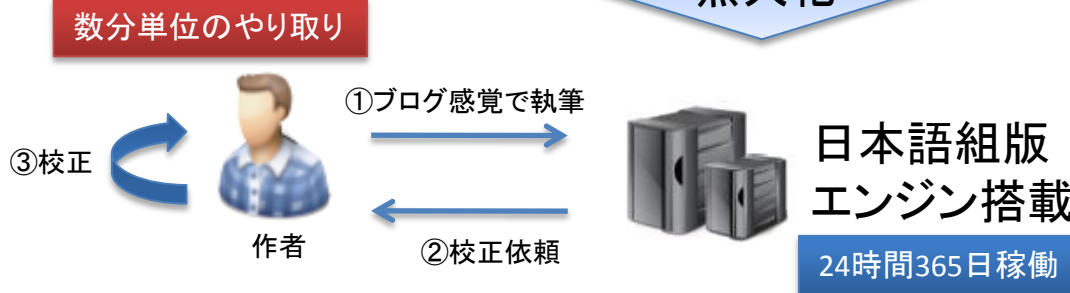 数分単位のやり取り
①ブログ感覚で執筆
③校正
作者
②校正依頼
日本語組版
エンジン搭載
24時間365日稼働